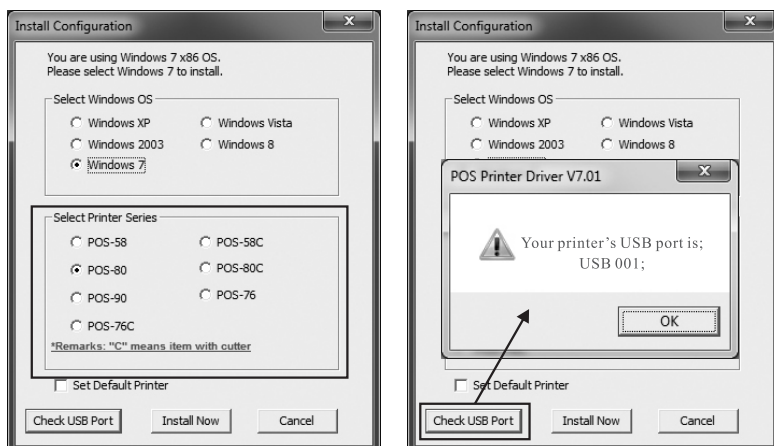 Install Configuration
X
You are using Windows 7 x86 OS.
Please select Windows 7 to install.
Select Windows OS
Windows XP Windows Vista
Windows 2003 Windows 8
Windows 7
Select Printer Series
POS-58 POS-58C
POS-80 POS-80C
POS-90 POS-76
POS-76C
*Remarks: "C" means item with cutter
Set Default Printer
Check USB Port Install Now Cancel
Install Configuration
X
You are using Windows 7 x86 OS.
Please select Windows 7 to install.
Select Windows OS
Windows XP Windows Vista
Windows 2003 Windows 8
POS Printer Driver V7.01
X
Your printer's USB port is;
USB 001;
OK
Set Default Printer
Check USB Port Install Now Cancel